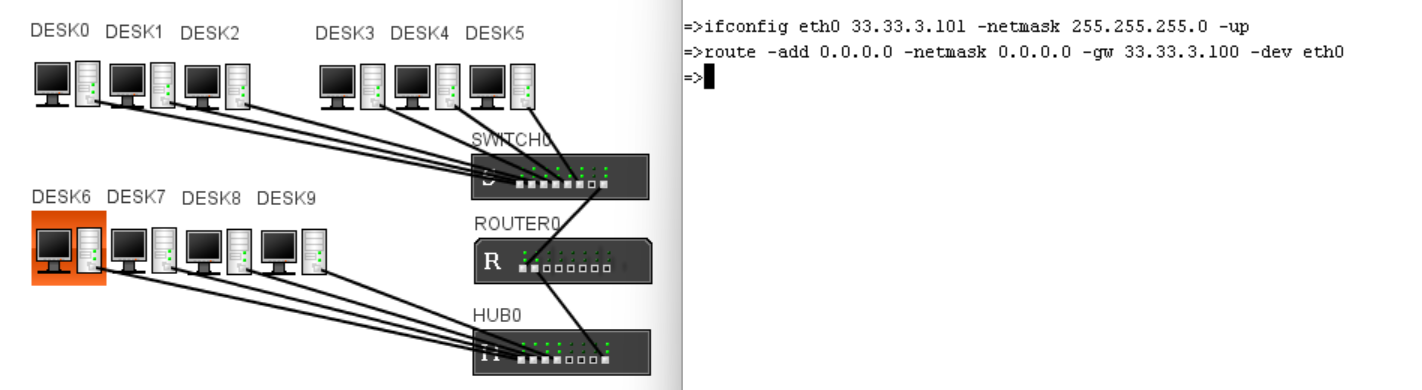 DESK0 DESK1 DESK2 DESK3 DESK4 DESK5
SWITCH0
S
DESK6 DESK7 DESK8 DESK9
ROUTER0
R
HUB0
H
=>ifconfig eth0 33.33.3.101 -netmask 255.255.255.0 -up
=>route -add 0.0.0.0 -netmask 0.0.0.0 -gw 33.33.3.100 -dev eth0
=>